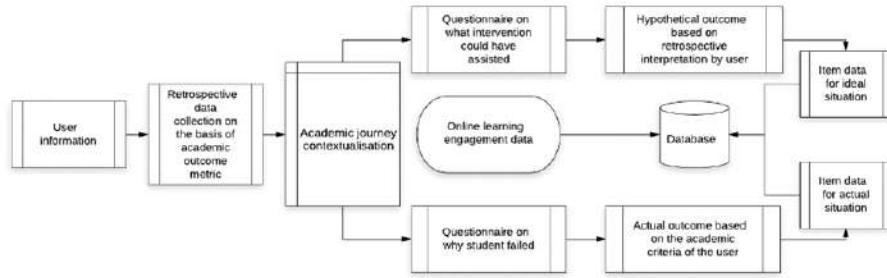 User
information
Retrospective
data
collection on
the basis of
academic
outcome
metric
Academic journey
contextualisation
Questionnaire on
what intervention
could have
assisted
Hypothetical outcome
based on
retrospective
interpretation by user
Item data
for ideal
situation
Online learning
engagement data
Database
Questionnaire on
why student failed
Actual outcome based
on the academic
criteria of the user
Item data
for actual
situation